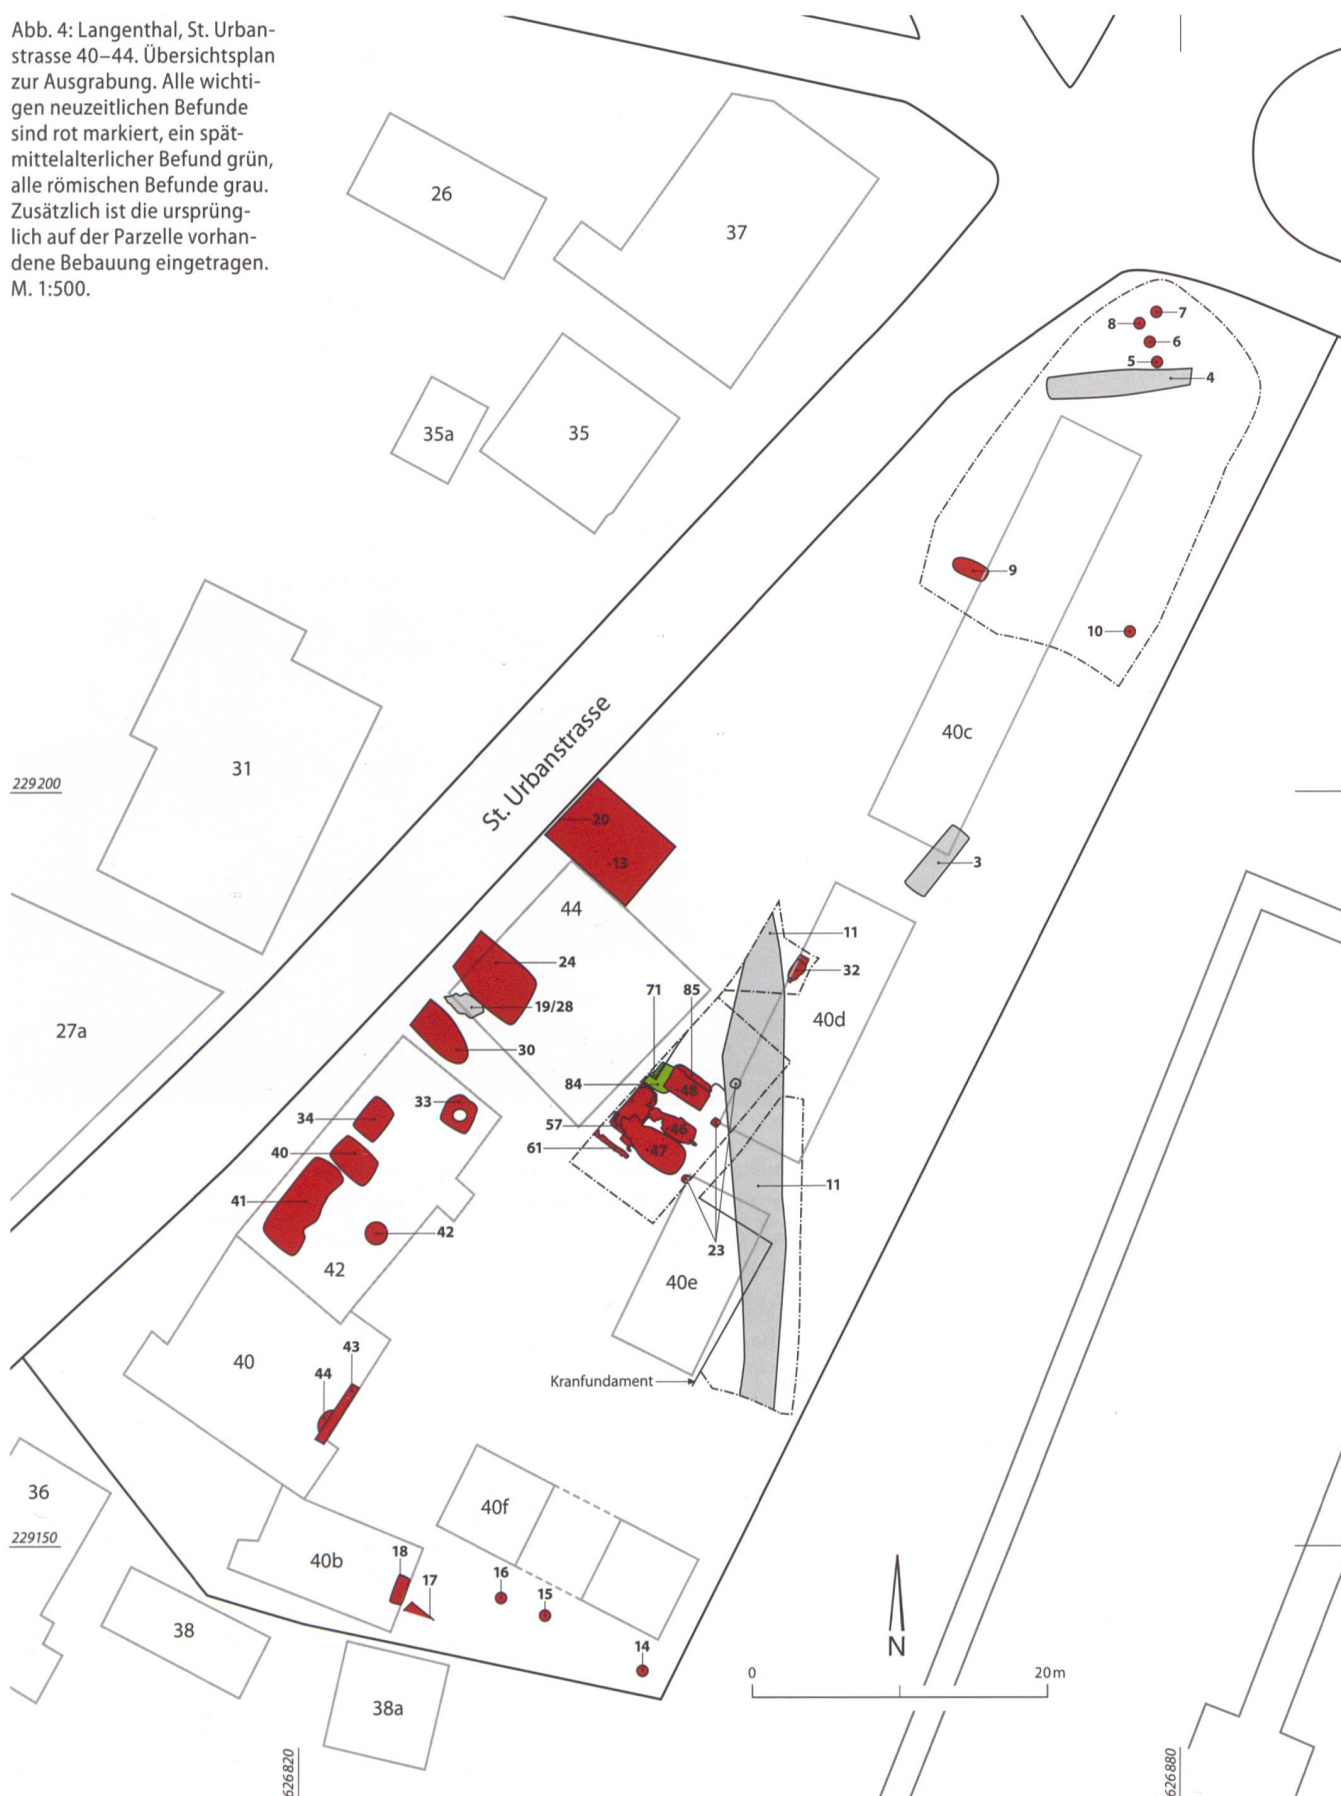 Abb. 4: Langenthal, St. Urban-
strasse 40–44. Übersichtsplan
zur Ausgrabung. Alle wichti-
gen neuzeitlichen Befunde
sind rot markiert, ein spät-
mittelalterlicher Befund grün,
alle römischen Befunde grau.
Zusätzlich ist die ursprüng-
lich auf der Parzelle vorhan-
dene Bebauung eingetragen.
M. 1:500.
26
37
7
8
6
5
4
35a
35
9
10
40c
31
St. Urbanstrasse
229200
20
13
3
44
11
24
32
71
85
19/28
40d
27a
30
84
48
33
34
57
46
40
61
47
11
41
42
23
42
40e
43
40
44
Kranfundament
36
40f
229150
40b
18
16
17
15
38
14
N
0
20m
38a
626820
626880